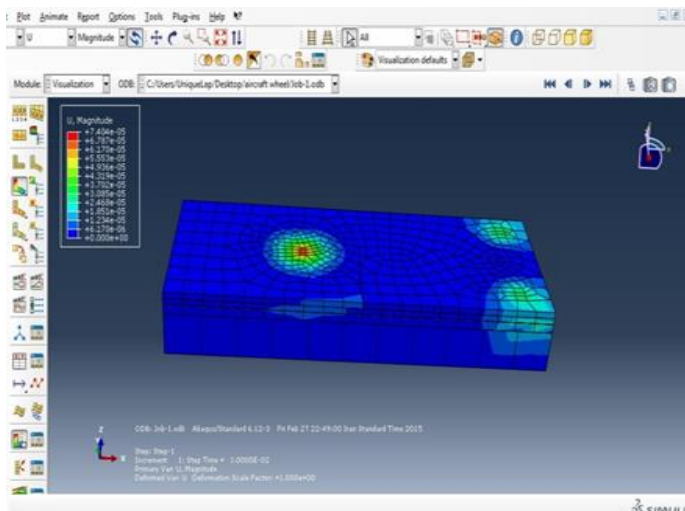 Plot Animate Report Options Tools Plug-ins Help
U Magnitude All
Visualization defaults
Module: Visualization ODB: C:/Users/UniqueLap/Desktop/aircraft wheel/Job-1.odb
U, Magnitude
+7.404e-05
+6.787e-05
+6.170e-05
+5.553e-05
+4.936e-05
+4.319e-05
+3.702e-05
+3.085e-05
+2.468e-05
+1.851e-05
+1.234e-05
+6.170e-06
+0.000e+00
Z
Y
X
ODB: Job-1.odb Abaqus/Standard 6.12-3 Fri Feb 27 22:49:00 Iran Standard Time 2015
Step: Step-1
Increment 1: Step Time = 1.0000E-02
Primary Var: U, Magnitude
Deformed Var: U Deformation Scale Factor: +1.000e+00